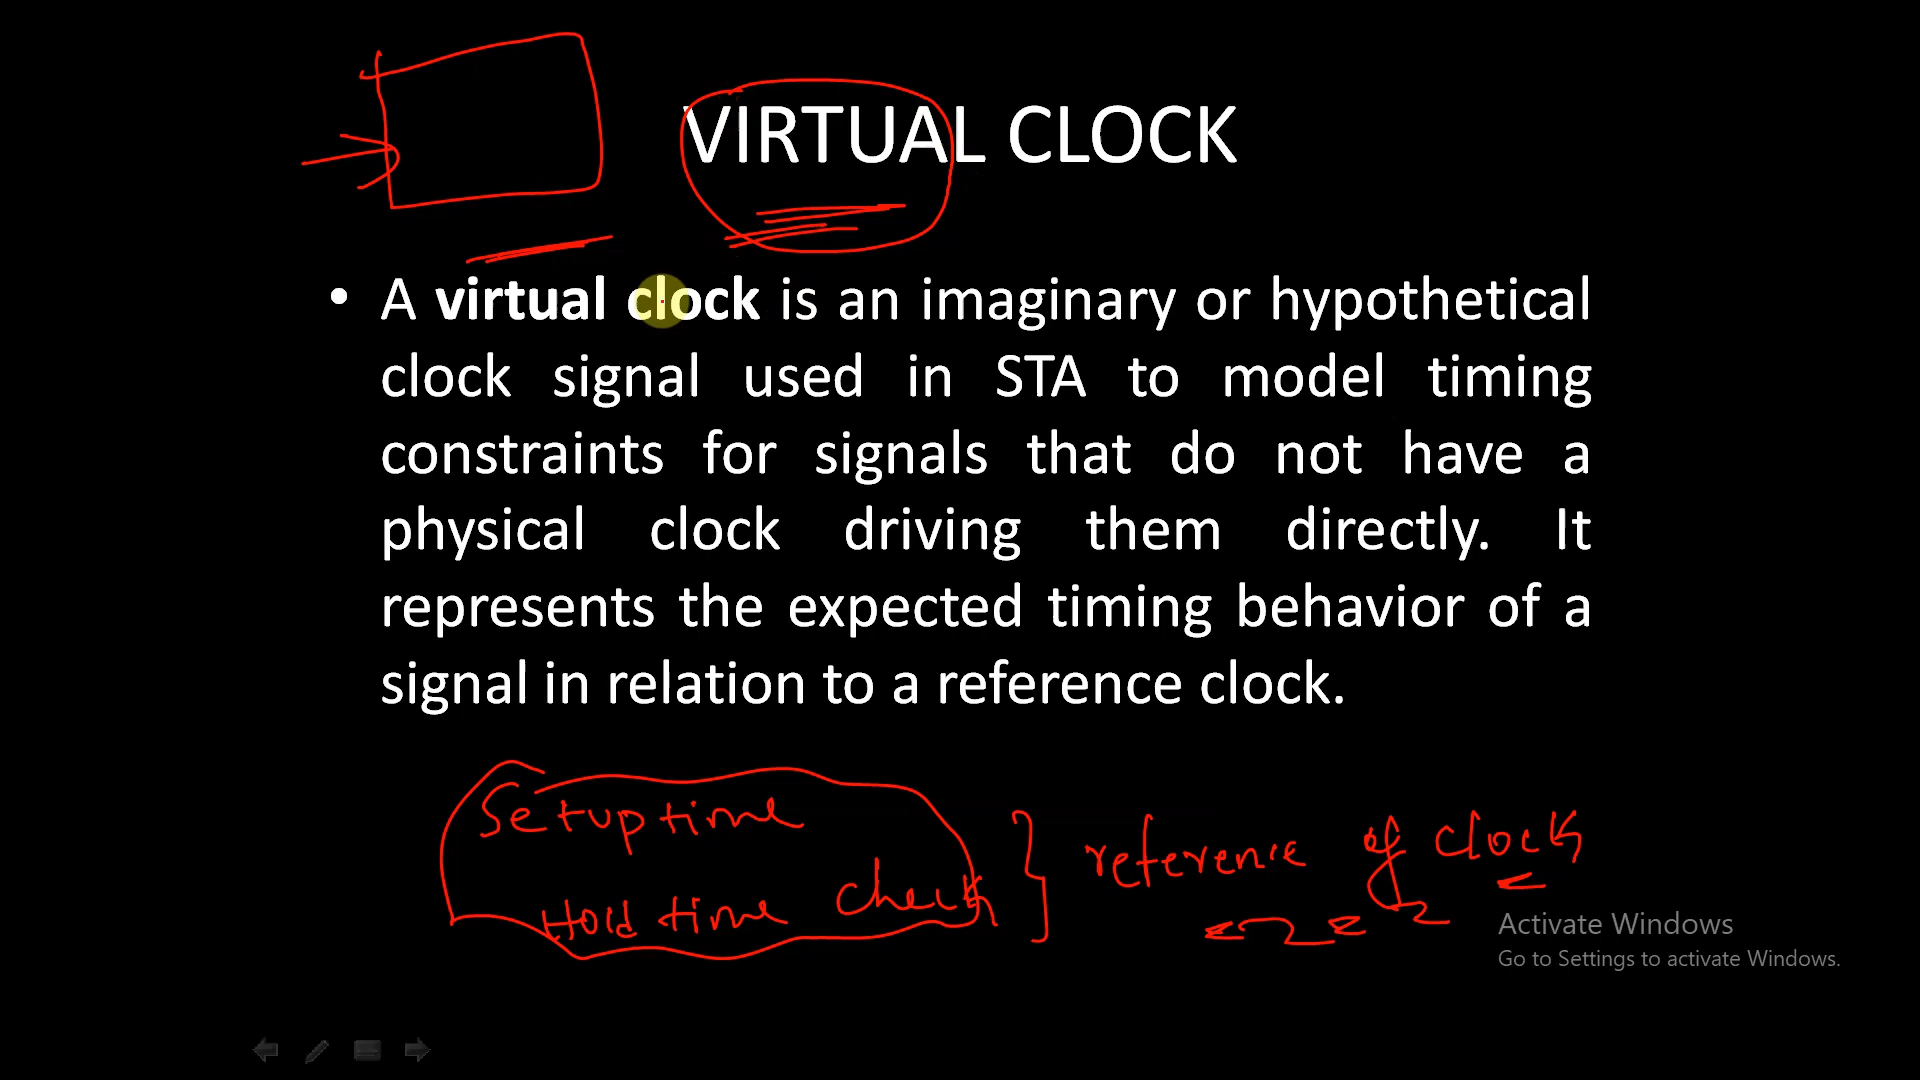 VIRTUAL CLOCK
• A virtual clock is an imaginary or hypothetical
clock signal used in STA to model timing
constraints for signals that do not have a
physical clock driving them directly. It
represents the expected timing behavior of a
signal in relation to a reference clock.
Setup time
Hold time check } reference of clock
Activate Windows
Go to Settings to activate Windows.